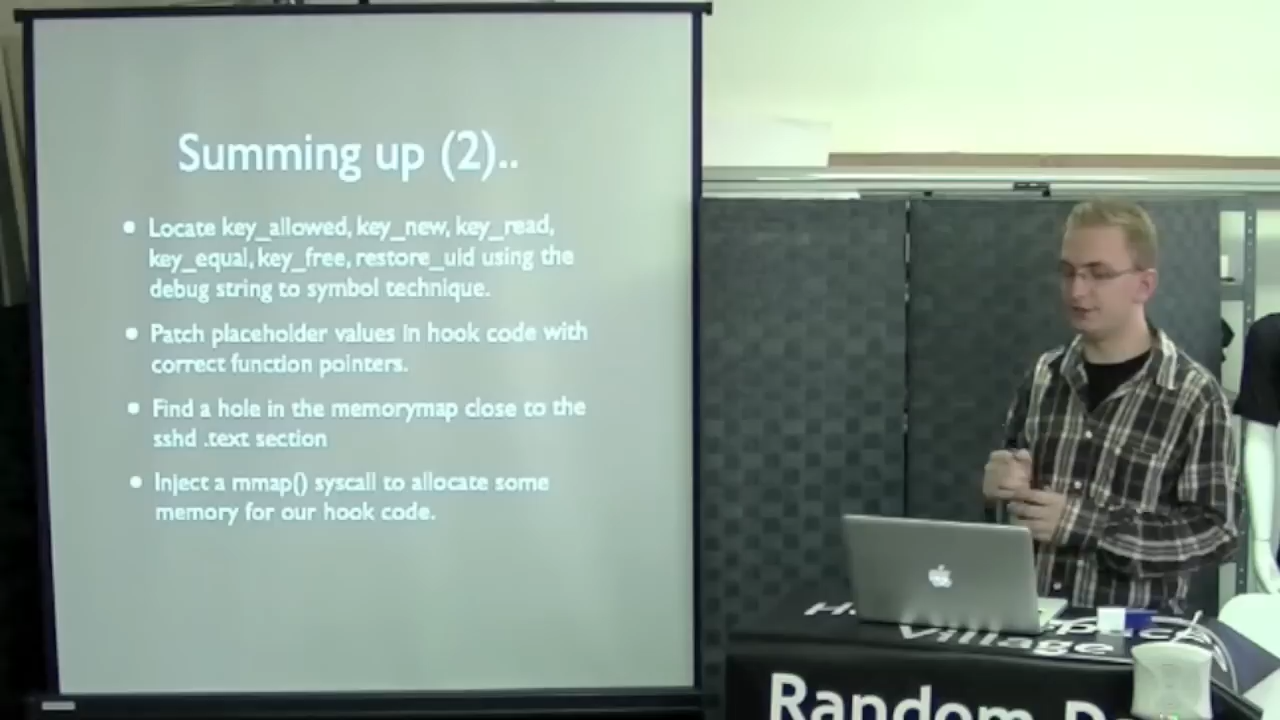 Summing up (2)..
Locate key_allowed, key_new, key_read,
key_equal, key_free, restore_uid using the
debug string to symbol technique.
Patch placeholder values in hook code with
correct function pointers.
Find a hole in the memorymap close to the
sshd .text section
Inject a mmap() syscall to allocate some
memory for our hook code.
Village
Random